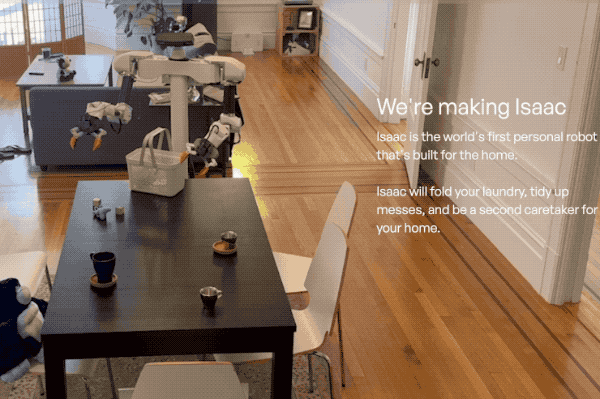 We're making Isaac
Isaac is the world's first personal robot
that's built for the home.
Isaac will fold your laundry, tidy up
messes, and be a second caretaker for
your home.